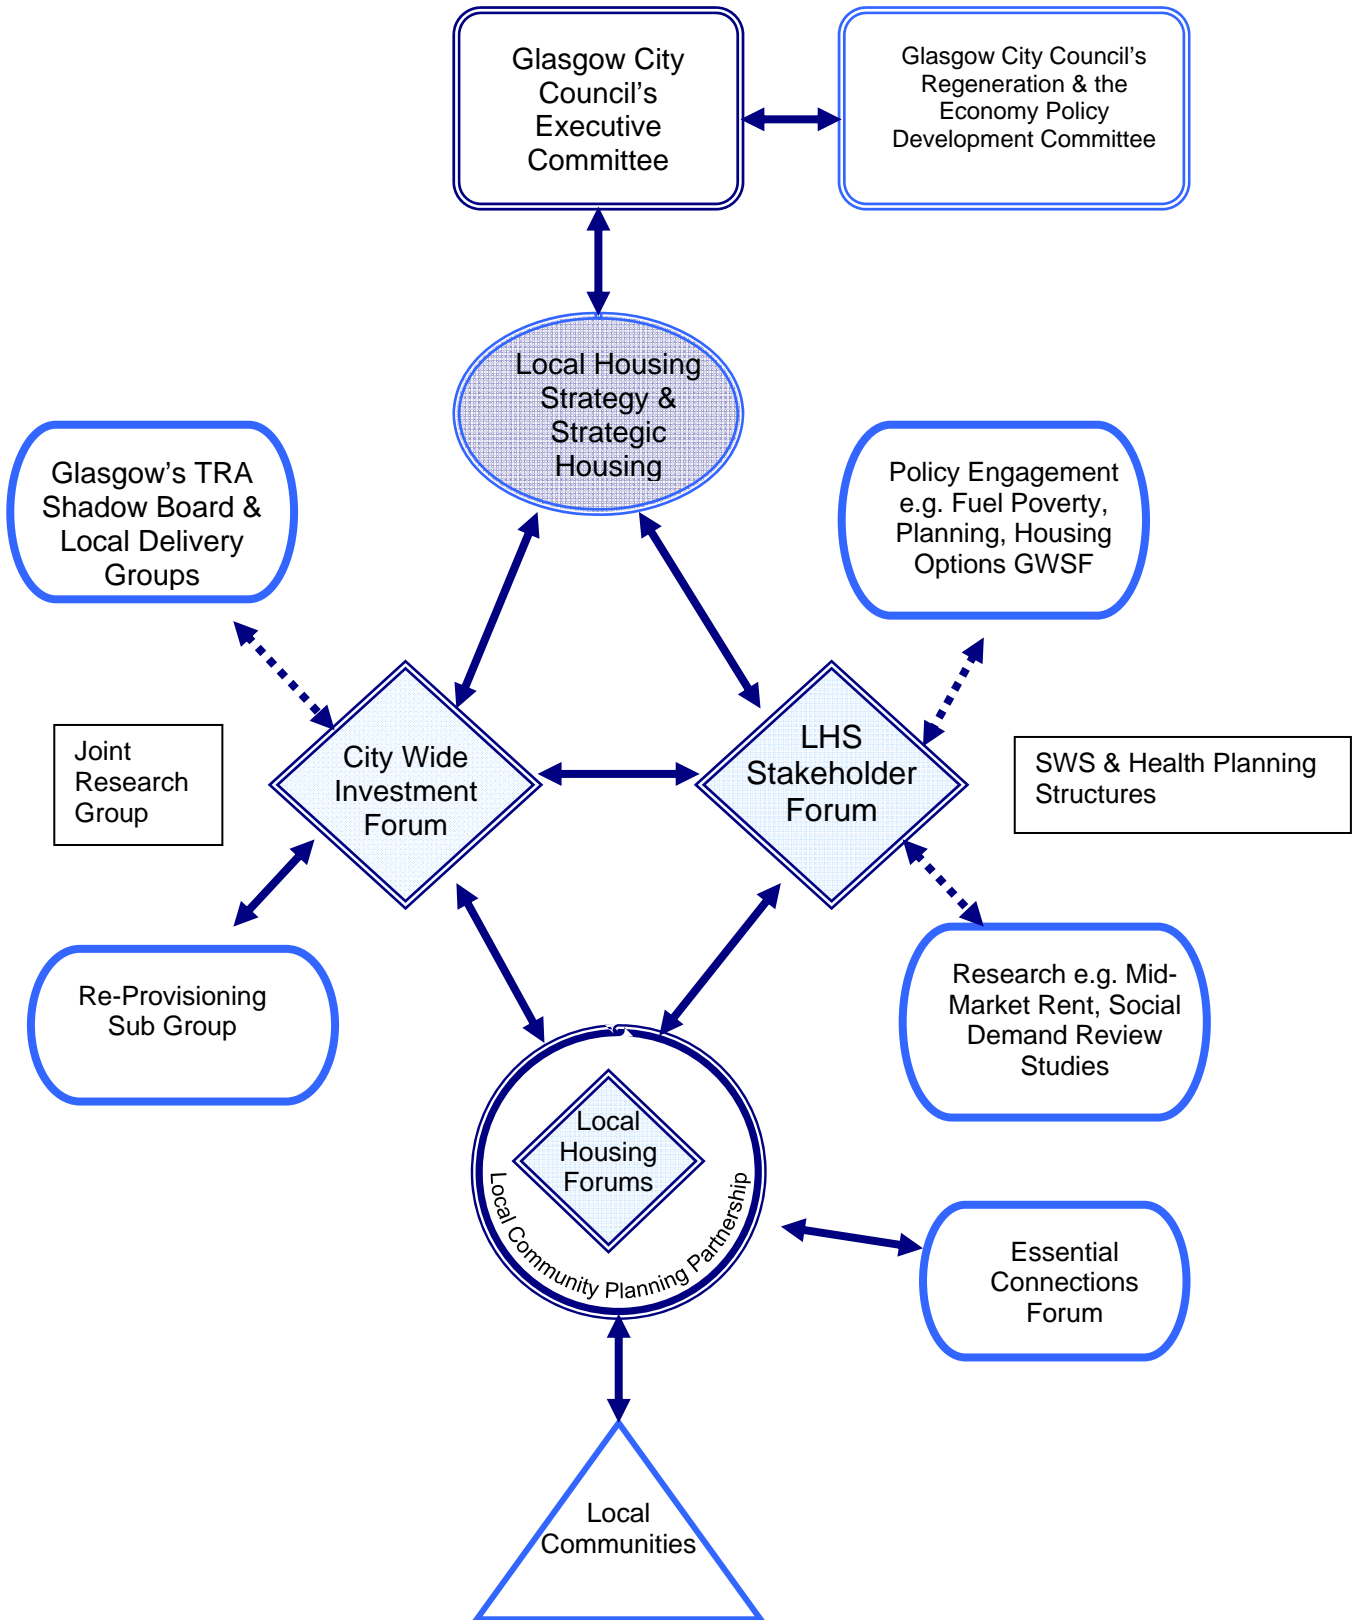 Glasgow City
Council's
Executive
Committee
Glasgow City Council's
Regeneration & the
Economy Policy
Development Committee
Local Housing
Strategy &
Strategic
Housing
Glasgow's TRA
Shadow Board &
Local Delivery
Groups
Policy Engagement
e.g. Fuel Poverty,
Planning, Housing
Options GWSF
Joint
Research
Group
City Wide
Investment
Forum
LHS
Stakeholder
Forum
SWS & Health Planning
Structures
Re-Provisioning
Sub Group
Research e.g. Mid-
Market Rent, Social
Demand Review
Studies
Local
Housing
Forums
Local Community Planning Partnership
Essential
Connections
Forum
Local
Communities